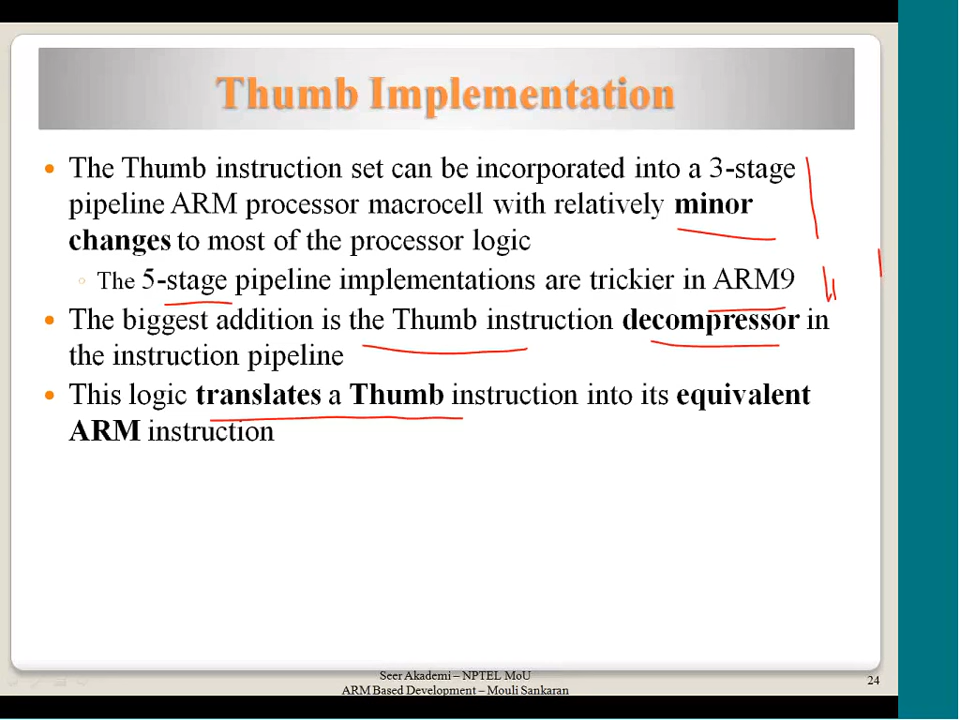 Thumb Implementation
The Thumb instruction set can be incorporated into a 3-stage
pipeline ARM processor macrocell with relatively minor
changes to most of the processor logic
The 5-stage pipeline implementations are trickier in ARM9
The biggest addition is the Thumb instruction decompressor in
the instruction pipeline
This logic translates a Thumb instruction into its equivalent
ARM instruction
Seer Akademi – NPTEL MoU
ARM Based Development – Mouli Sankaran
24